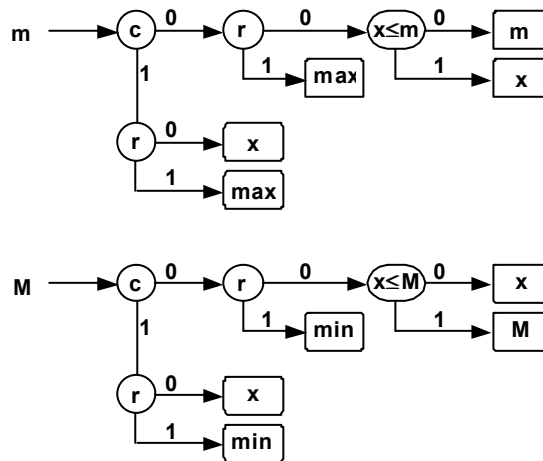 m c 0 r 0 x≤m 0 m
1 1 max 1 x
r 0 x
1 max
M c 0 r 0 x≤M 0 x
1 1 min 1 M
r 0 x
1 min